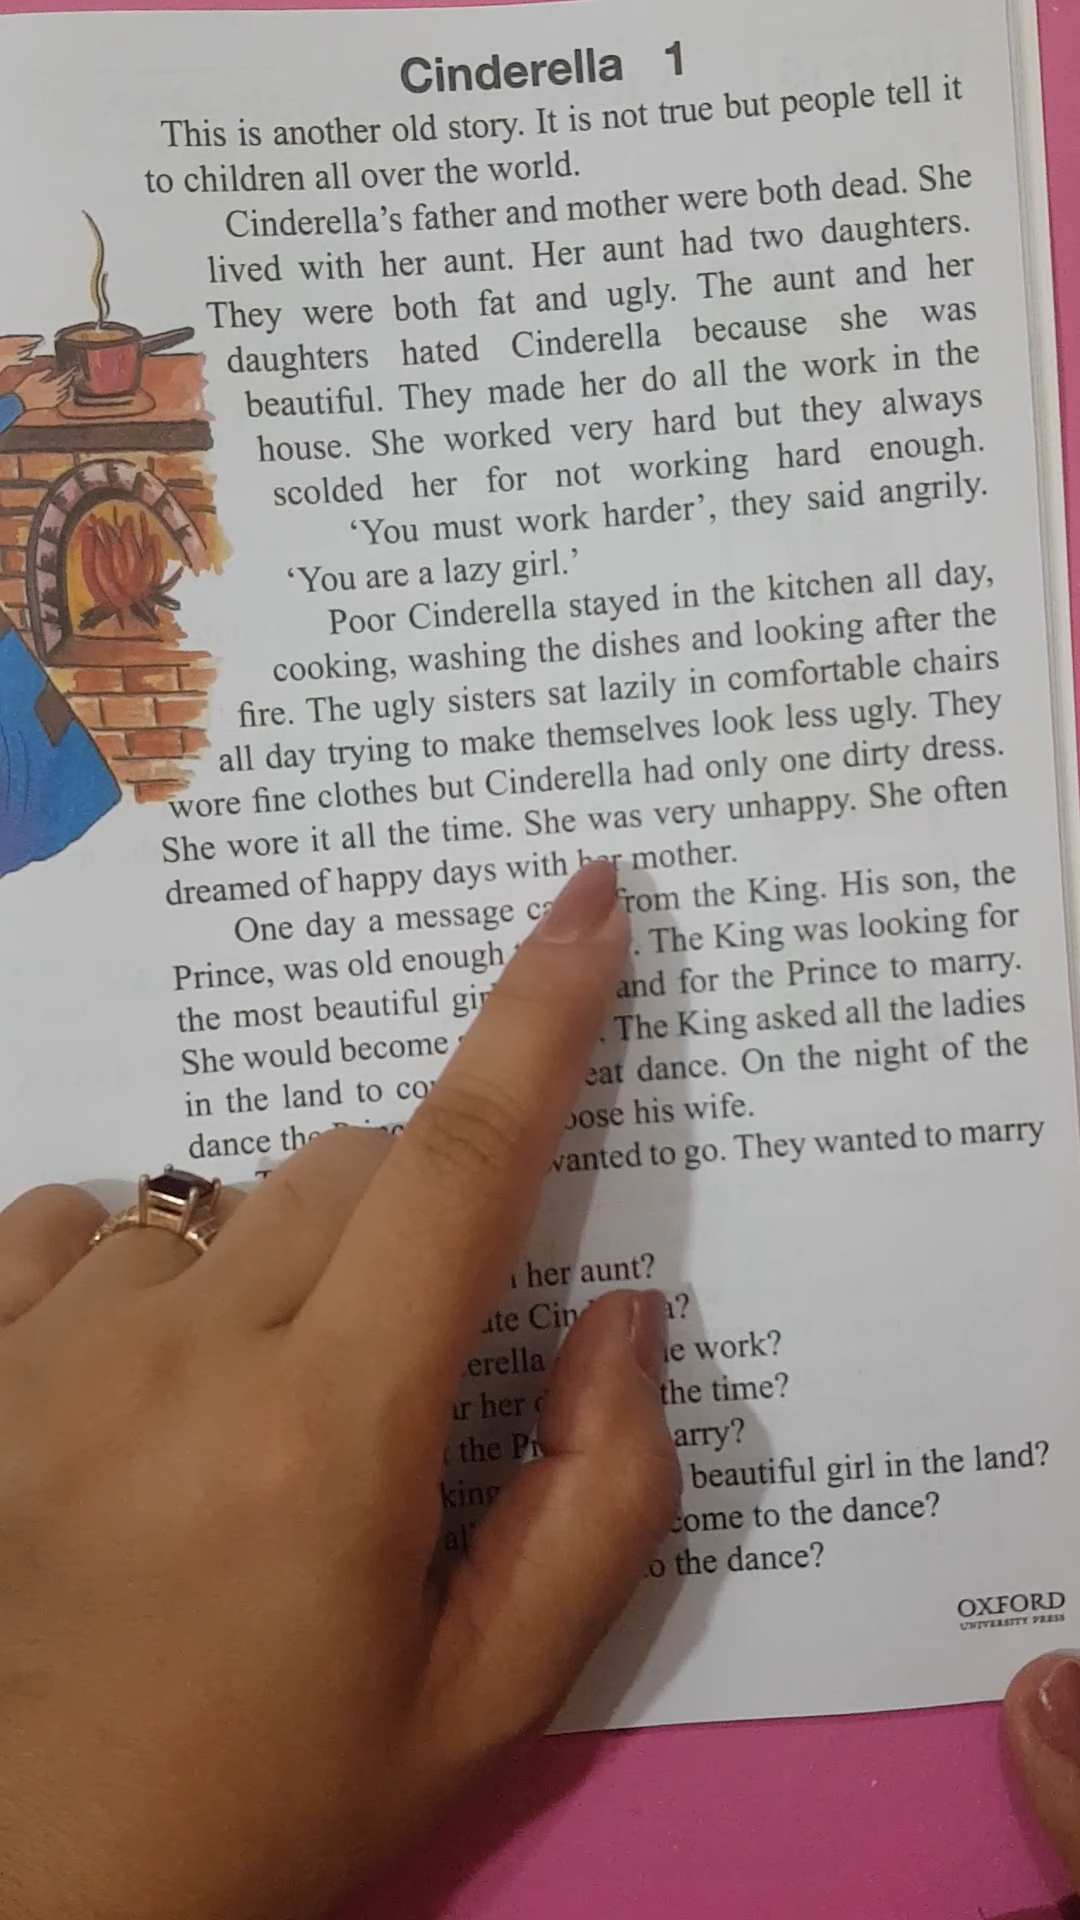 Cinderella 1
This is another old story. It is not true but people tell it
to children all over the world.
Cinderella's father and mother were both dead. She
lived with her aunt. Her aunt had two daughters.
They were both fat and ugly. The aunt and her
daughters hated Cinderella because she was
beautiful. They made her do all the work in the
house. She worked very hard but they always
scolded her for not working hard enough.
'You must work harder', they said angrily.
'You are a lazy girl.'
Poor Cinderella stayed in the kitchen all day,
cooking, washing the dishes and looking after the
fire. The ugly sisters sat lazily in comfortable chairs
all day trying to make themselves look less ugly. They
wore fine clothes but Cinderella had only one dirty dress.
She wore it all the time. She was very unhappy. She often
dreamed of happy days with her mother.
One day a message from the King. His son, the
Prince, was old enough . The King was looking for
the most beautiful and for the Prince to marry.
She would become . The King asked all the ladies
in the land to dance. On the night of the
dance his wife.
wanted to go. They wanted to marry
her aunt?
work?
her the time?
the
beautiful girl in the land?
come to the dance?
the dance?
OXFORD
UNIVERSITY PRESS